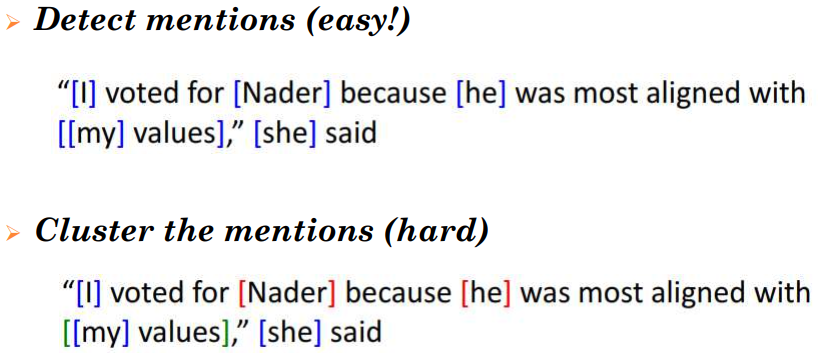 Detect mentions (easy!)
“[I] voted for [Nader] because [he] was most aligned with
[[my] values],” [she] said
Cluster the mentions (hard)
“[I] voted for [Nader] because [he] was most aligned with
[[my] values],” [she] said